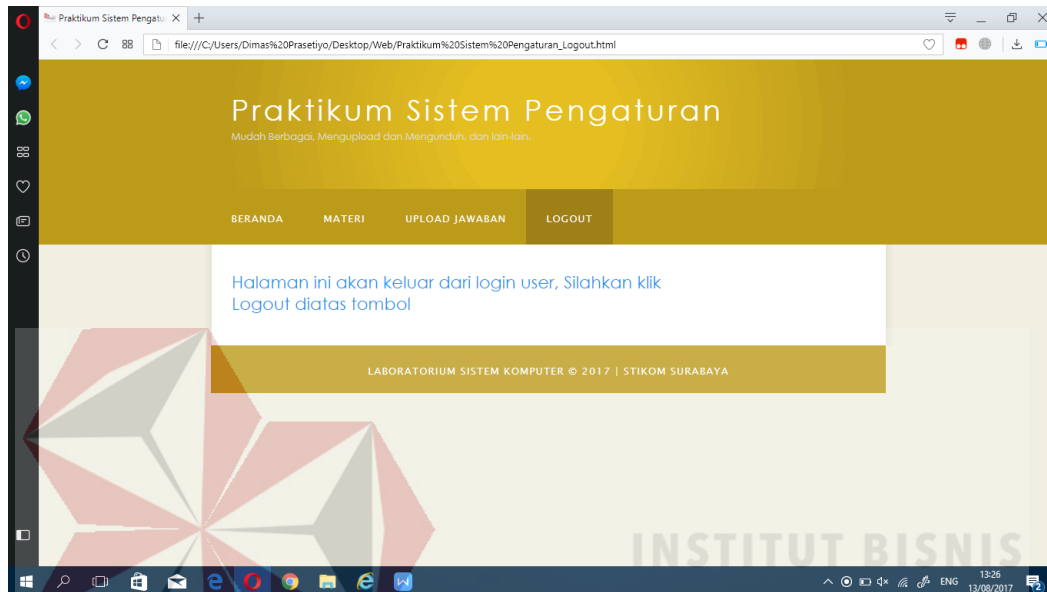 Praktikum Sistem Pengatu
file:///C:/Users/Dimas%20Prasetiyo/Desktop/Web/Praktikum%20Sistem%20Pengaturan_Logout.html
Praktikum Sistem Pengaturan
Mudah Berbagai, Mengupload dan Mengunduh, dan lain-lain.
BERANDA MATERI UPLOAD JAWABAN LOGOUT
Halaman ini akan keluar dari login user, Silahkan klik
Logout diatas tombol
LABORATORIUM SISTEM KOMPUTER © 2017 | STIKOM SURABAYA
INSTITUT BISNIS
ENG
13:26
13/08/2017